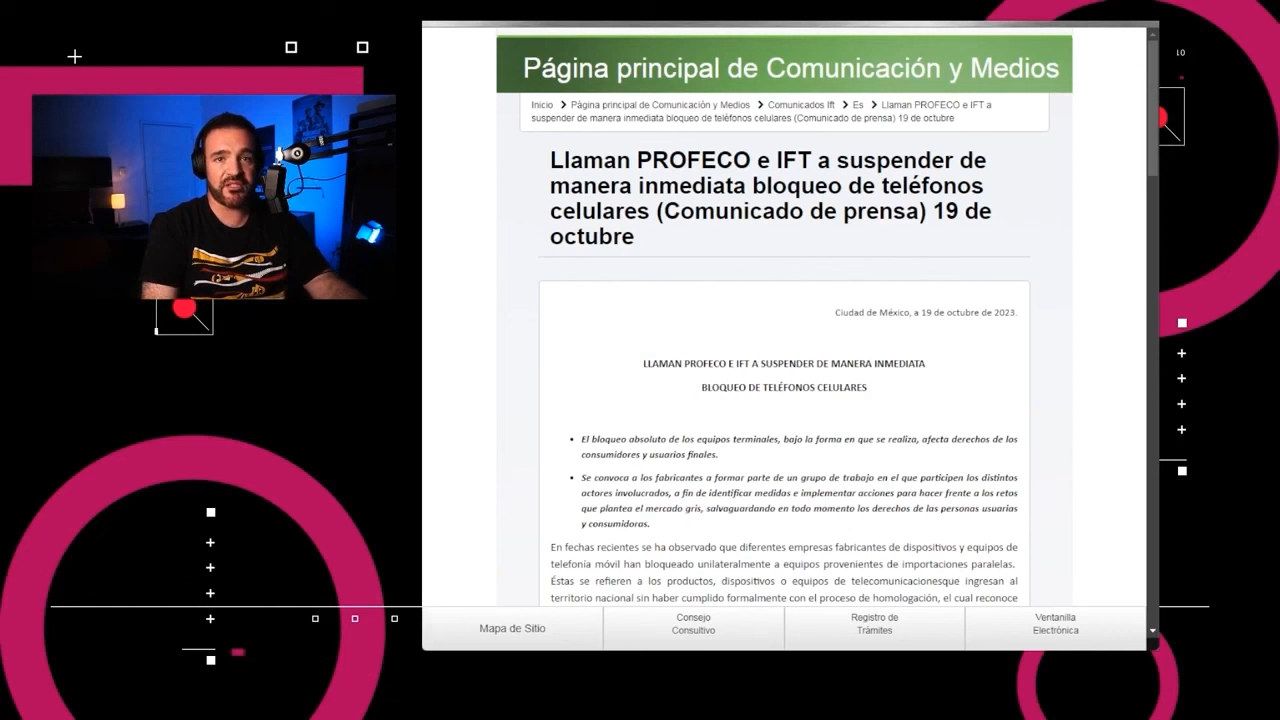 Página principal de Comunicación y Medios
Inicio > Página principal de Comunicación y Medios > Comunicados Ift > Es > Llaman PROFECO e IFT a
suspender de manera inmediata bloqueo de teléfonos celulares (Comunicado de prensa) 19 de octubre
Llaman PROFECO e IFT a suspender de
manera inmediata bloqueo de teléfonos
celulares (Comunicado de prensa) 19 de
octubre
Ciudad de México, a 19 de octubre de 2023.
LLAMAN PROFECO E IFT A SUSPENDER DE MANERA INMEDIATA
BLOQUEO DE TELÉFONOS CELULARES
• El bloqueo absoluto de los equipos terminales, bajo la forma en que se realiza, afecta derechos de los
consumidores y usuarios finales.
• Se convoca a los fabricantes a formar parte de un grupo de trabajo en el que participen los distintos
actores involucrados, a fin de identificar medidas e implementar acciones para hacer frente a los retos
que plantea el mercado gris, salvaguardando en todo momento los derechos de las personas usuarias
y consumidoras.
En fechas recientes se ha observado que diferentes empresas fabricantes de dispositivos y equipos de
telefonía móvil han bloqueado unilateralmente a equipos provenientes de importaciones paralelas.
Éstas se refieren a los productos, dispositivos o equipos de telecomunicacionesque ingresan al
territorio nacional sin haber cumplido formalmente con el proceso de homologación, el cual reconoce
Mapa de Sitio
Consejo
Consultivo
Registro de
Trámites
Ventanilla
Electrónica
10